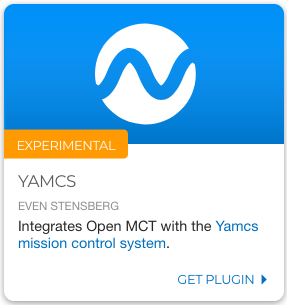 EXPERIMENTAL
YAMCS
EVEN STENSBERG
Integrates Open MCT with the Yamcs
mission control system.
GET PLUGIN